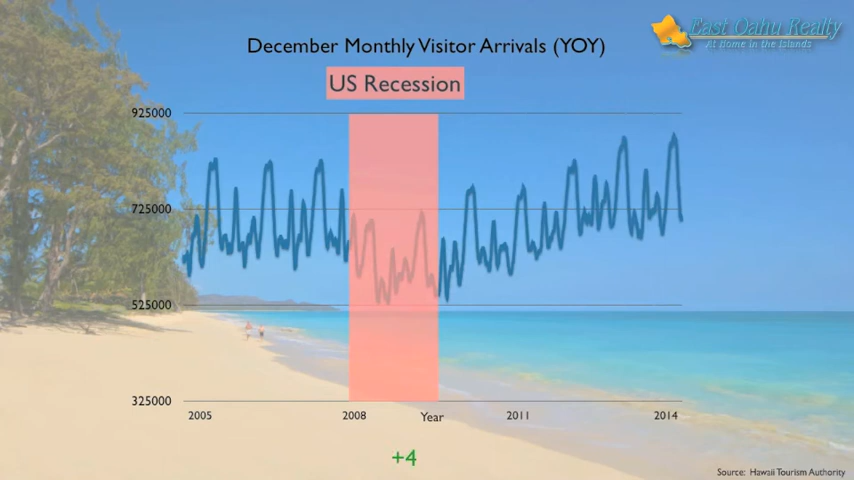 East Oahu Realty
At Home in the Islands
December Monthly Visitor Arrivals (YOY)
US Recession
925000
725000
525000
325000
2005 2008 Year 2011 2014
+4
Source: Hawaii Tourism Authority